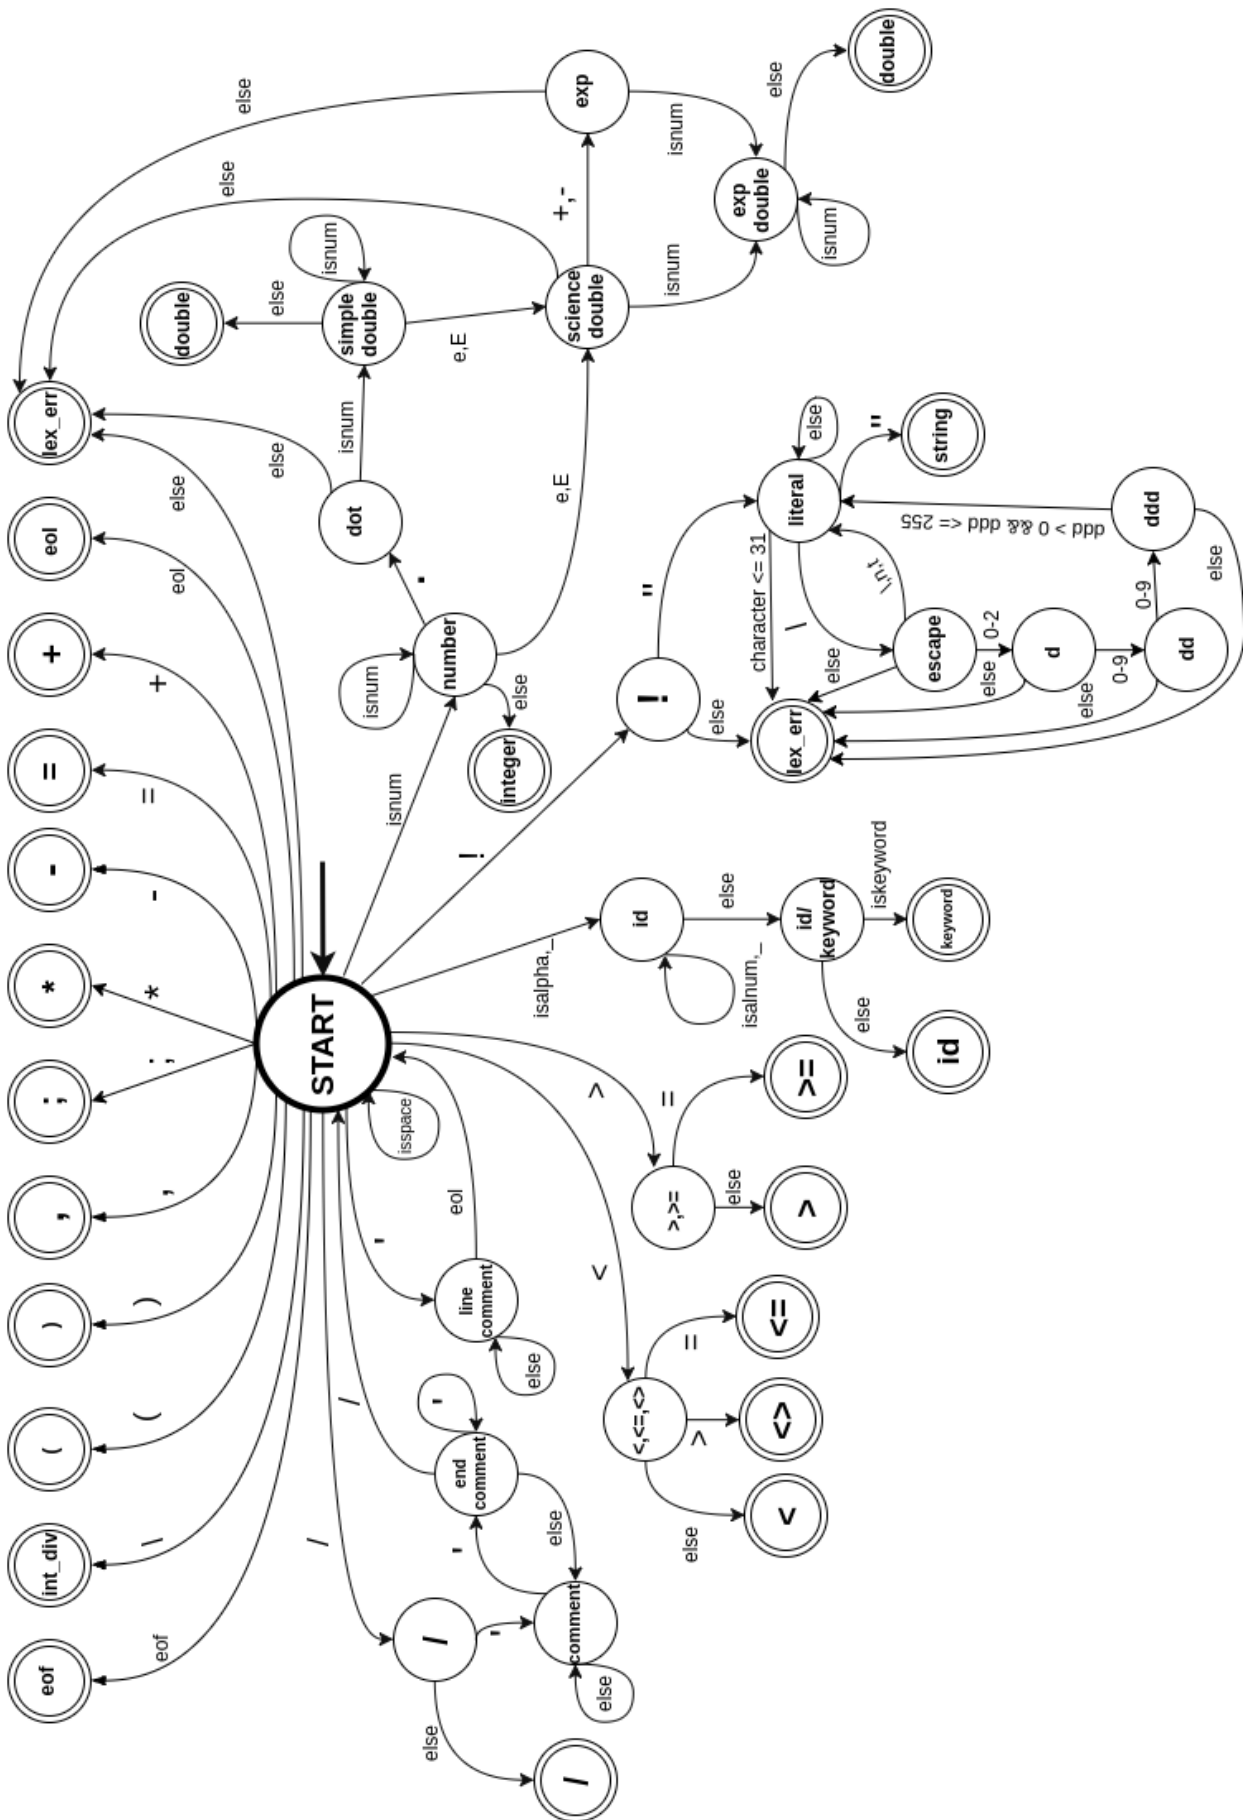 eof
int_div
(
)
,
;
*
-
=
+
eol
lex_err
eof
\
(
)
,
;
*
-
=
+
eol
else
else
else
else
double
else
isnum
START
/
/
isspace
'
eol
isnum
isnum
dot
isnum
simple
double
e,E
.
number
else
integer
e,E
else
/
'
end
comment
'
else
'
comment
else
line
comment
else
/
science
double
+,-
exp
isnum
isnum
exp
double
isnum
else
double
<
<,<=,<>
else
>
=
<
<>
<=
>
>,>=
=
else
>
>=
isalpha,_
id
isalnum,_
else
id/
keyword
else
iskeyword
id
keyword
!
!
else
"
lex_err
character <= 31
literal
else
"
string
\
\,n,t
else
escape
0-2
else
d
else
0-9
dd
0-9
ddd
ddd > 0 && ddd <= 255
else